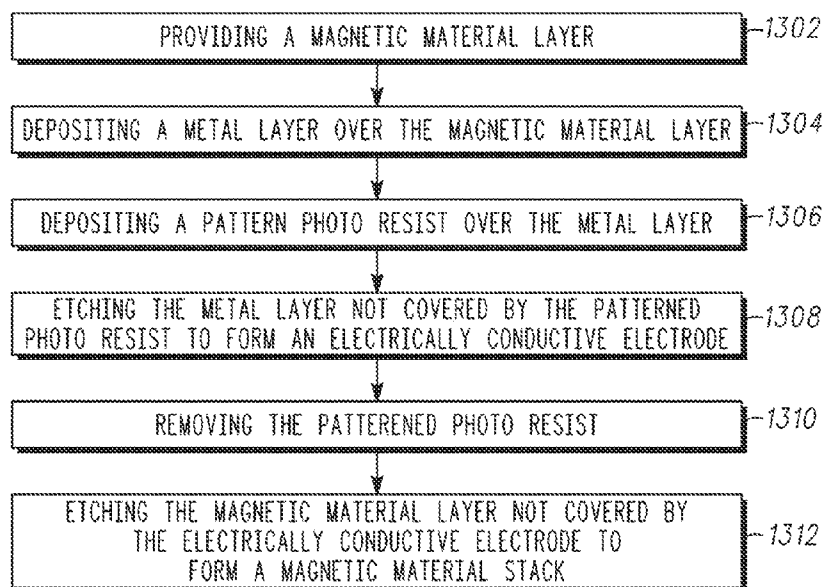 PROVIDING A MAGNETIC MATERIAL LAYER
1302
DEPOSITING A METAL LAYER OVER THE MAGNETIC MATERIAL LAYER
1304
DEPOSITING A PATTERN PHOTO RESIST OVER THE METAL LAYER
1306
ETCHING THE METAL LAYER NOT COVERED BY THE PATTERNED
PHOTO RESIST TO FORM AN ELECTRICALLY CONDUCTIVE ELECTRODE
1308
REMOVING THE PATTERENED PHOTO RESIST
1310
ETCHING THE MAGNETIC MATERIAL LAYER NOT COVERED BY
THE ELECTRICALLY CONDUCTIVE ELECTRODE TO
FORM A MAGNETIC MATERIAL STACK
1312